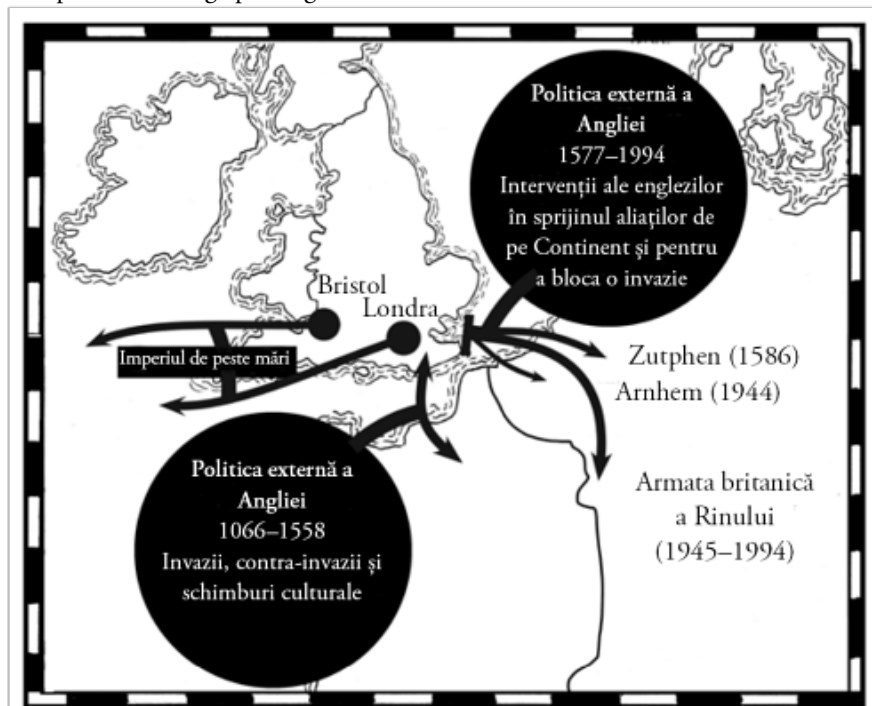 Politica externă a
Angliei
1577–1994
Intervenții ale englezilor
în sprijinul aliaților de
pe Continent și pentru
a bloca o invazie
Bristol
Londra
Imperiul de peste mări
Zutphen (1586)
Arnhem (1944)
Politica externă a
Angliei
1066–1558
Invazii, contra-invazii și
schimburi culturale
Armata britanică
a Rinului
(1945–1994)